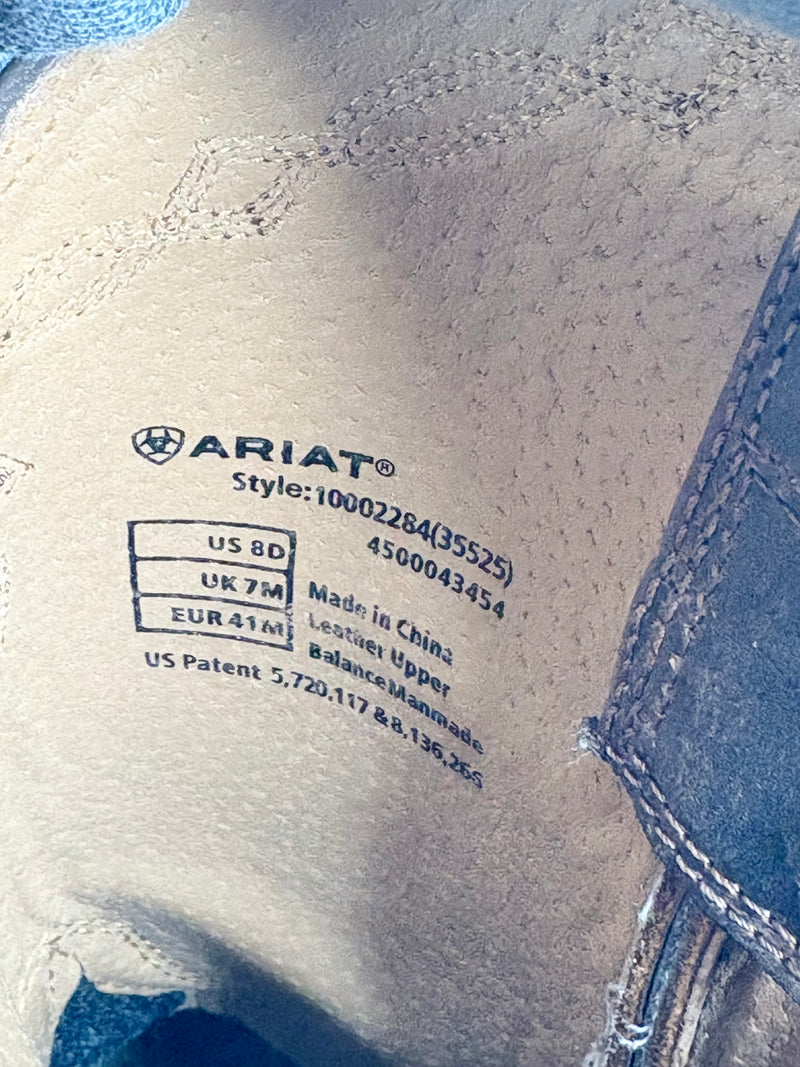 ARIAT®
Style:10002284(35525)
4500043454
US 8D
UK 7M
EUR 41M
Made in China
Leather Upper
Balance Manmade
US Patent 5,720,117 & 8,136,266